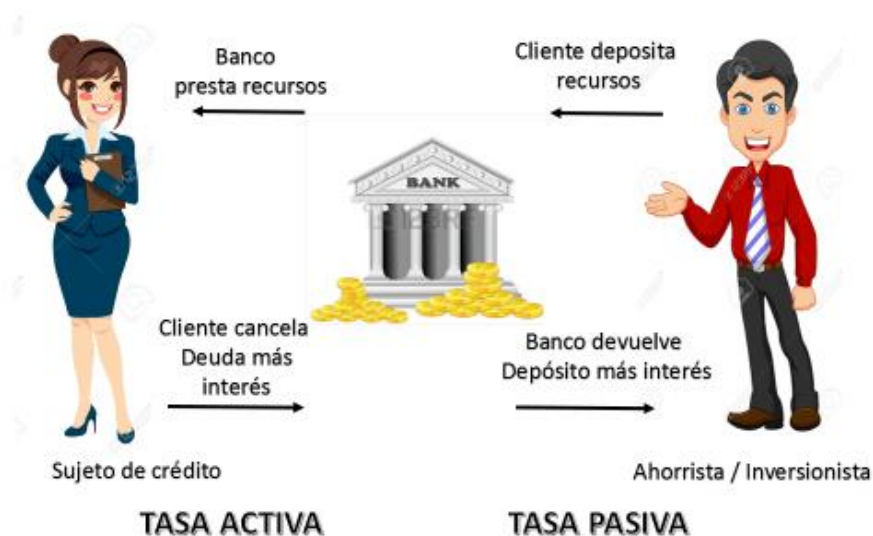 Banco
presta recursos
Cliente deposita
recursos
BANK
Cliente cancela
Deuda más
interés
Banco devuelve
Depósito más interés
Sujeto de crédito
Ahorrista / Inversionista
TASA ACTIVA
TASA PASIVA